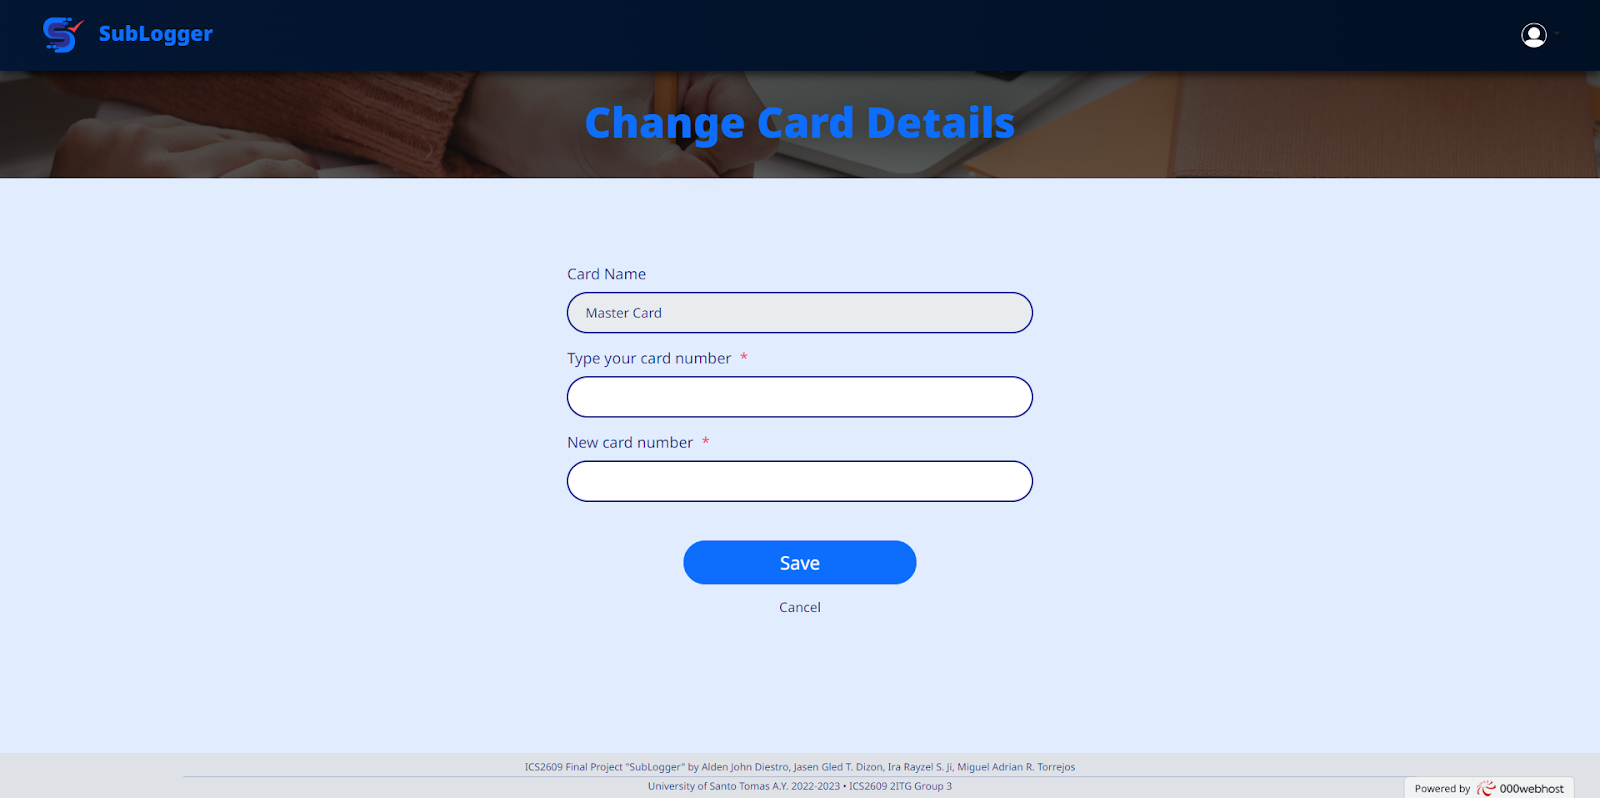 SubLogger
Change Card Details
Card Name
Master Card
Type your card number *
New card number *
Save
Cancel
ICS2609 Final Project "SubLogger" by Alden John Diestro, Jasen Gled T. Dizon, Ira Rayzel S. Ji, Miguel Adrian R. Torrejos
University of Santo Tomas A.Y. 2022-2023 • ICS2609 2ITG Group 3
Powered by 000webhost